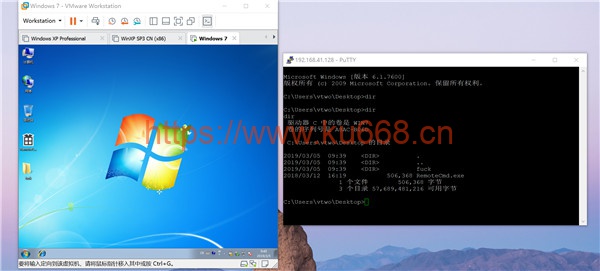 Windows 7 - VMware Workstation
Workstation
Windows XP Professional
WinXP SP3 CN (x86)
Windows 7
要将输入定向到该虚拟机，请将鼠标指针移入其中或按 Ctrl+G。
192.168.41.128 - PuTTY
Microsoft Windows [版本 6.1.7600]
版权所有 (c) 2009 Microsoft Corporation. 保留所有权利。
C:\Users\vtwo\Desktop>dir
C:\Users\vtwo\Desktop>dir
dir
驱动器 C 中的卷是
卷的序列号是
C:\Users\vtwo\Desktop 的目录
2019/03/05 09:39 <DIR> .
2019/03/05 09:39 <DIR> ..
2019/03/05 09:39 <DIR> fuck
2018/03/12 16:19 506,368 RemoteCmd.exe
1 个文件 506,368 字节
3 个目录 57,689,481,216 可用字节
C:\Users\vtwo\Desktop>
https://www.ku668.cn